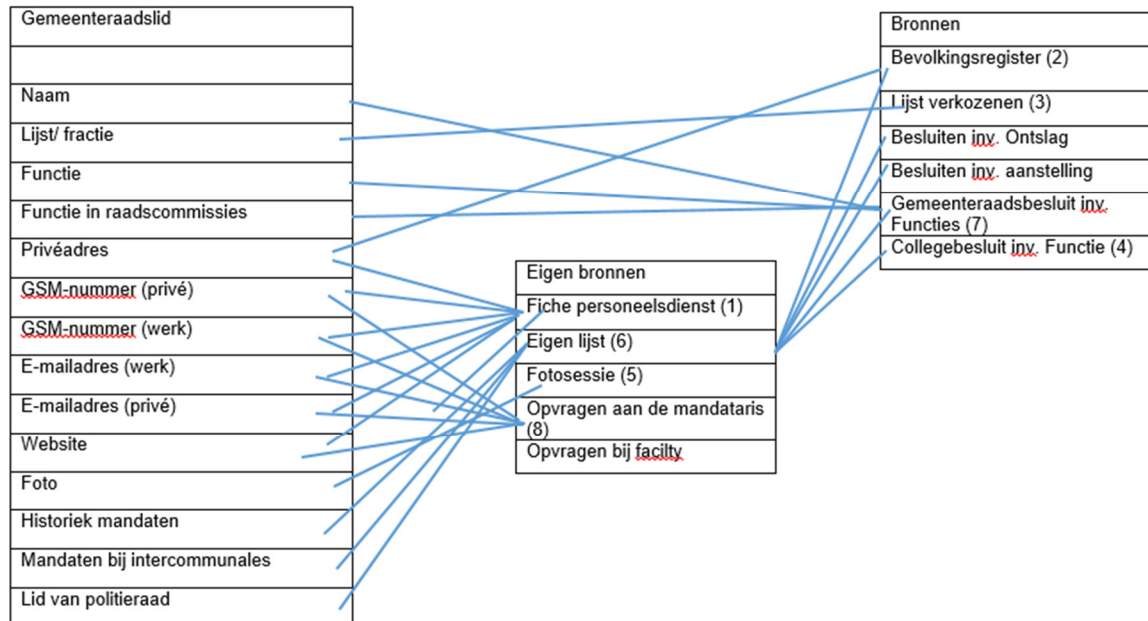 Gemeenteraadslid
Naam
Lijst/ fractie
Functie
Functie in raadscommissies
Privéadres
GSM-nummer (privé)
GSM-nummer (werk)
E-mailadres (werk)
E-mailadres (privé)
Website
Foto
Historiek mandaten
Mandaten bij intercommunales
Lid van politieraad
Eigen bronnen
Fiche personeelsdienst (1)
Eigen lijst (6)
Fotosessie (5)
Opvragen aan de mandataris
(8)
Opvragen bij facilty
Bronnen
Bevolkingsregister (2)
Lijst verkozenen (3)
Besluiten inv. Ontslag
Besluiten inv. aanstelling
Gemeenteraadsbesluit inv.
Functies (7)
Collegebesluit inv. Functie (4)